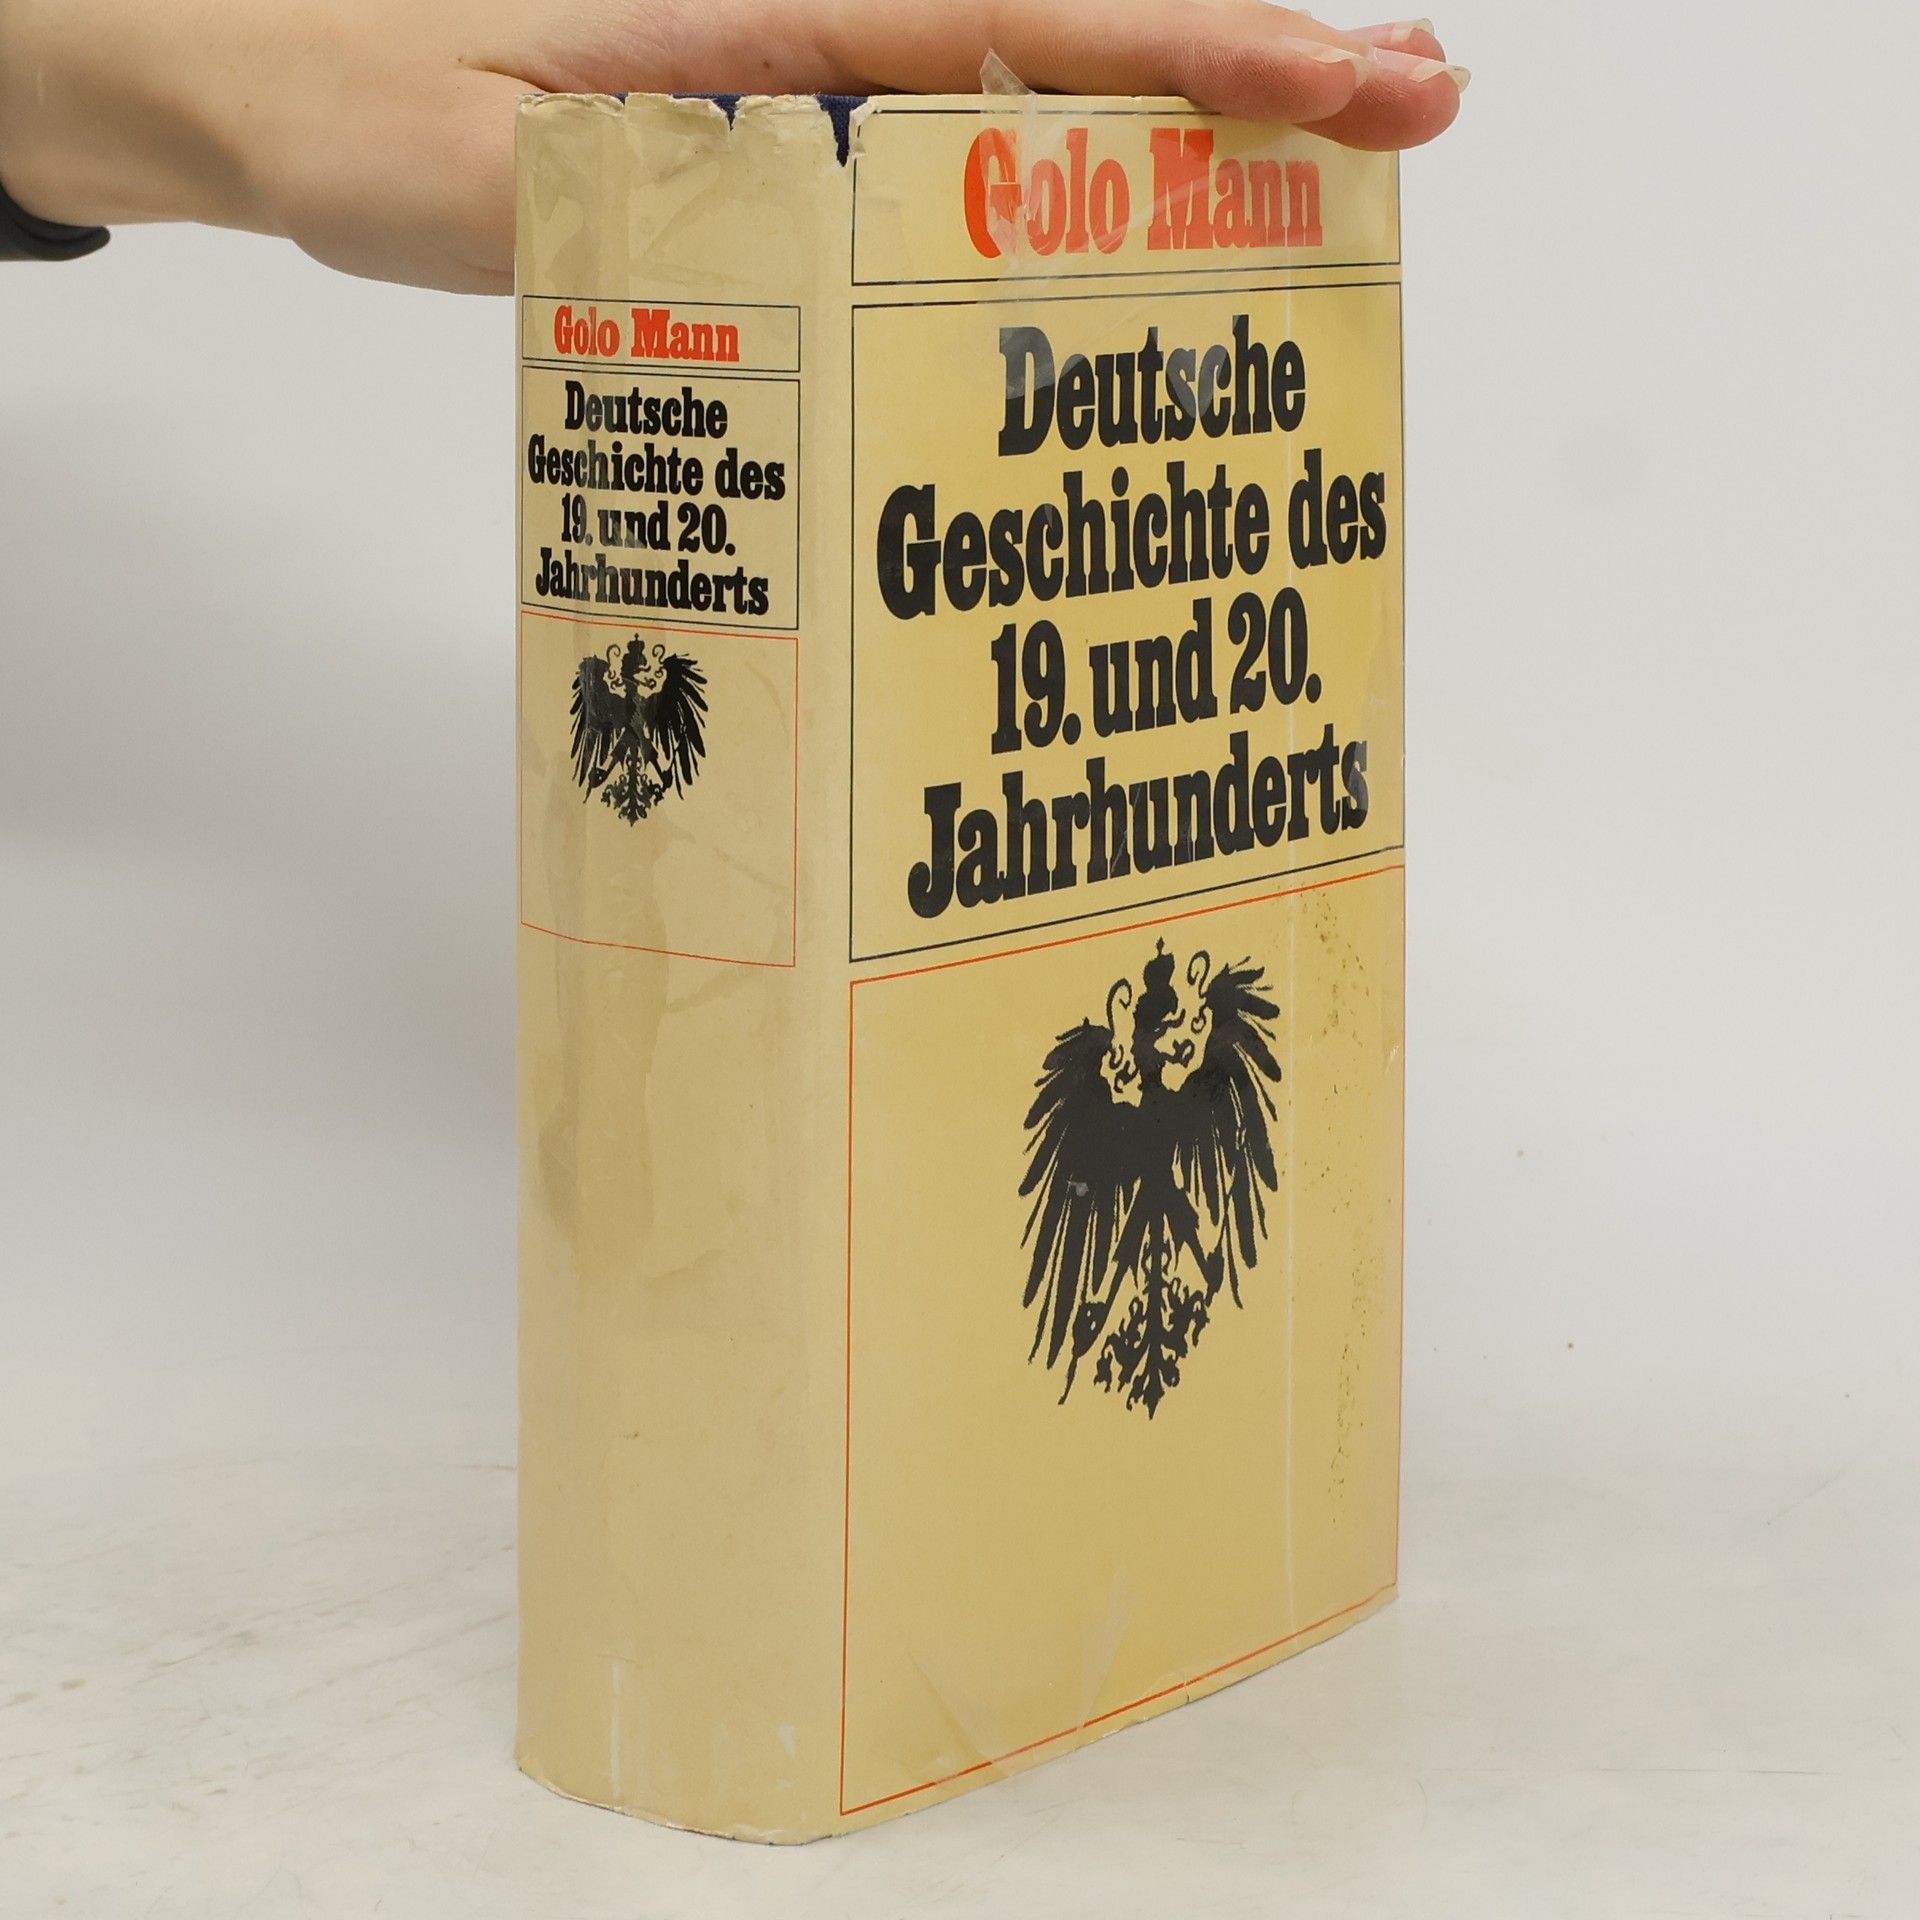 Golo Mann
Deutsche
Geschichte des
19. und 20.
Jahrhunderts
Golo Mann
Deutsche
Geschichte des
19. und 20.
Jahrhunderts